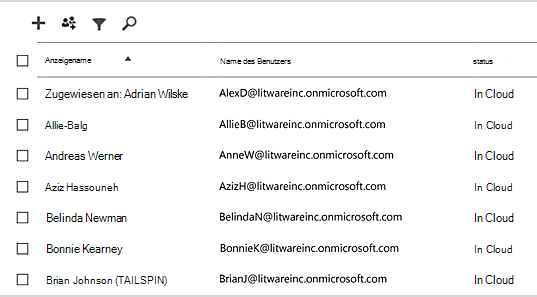 Anzeigename Name des Benutzers status
Zugewiesen an: Adrian Wilske AlexD@litwareinc.onmicrosoft.com In Cloud
Allie-Balg AllieB@litwareinc.onmicrosoft.com In Cloud
Andreas Werner AnneW@litwareinc.onmicrosoft.com In Cloud
Aziz Hassouneh AzizH@litwareinc.onmicrosoft.com In Cloud
Belinda Newman BelindaN@litwareinc.onmicrosoft.com In Cloud
Bonnie Kearney BonnieK@litwareinc.onmicrosoft.com In Cloud
Brian Johnson (TAILSPIN) BrianJ@litwareinc.onmicrosoft.com In Cloud